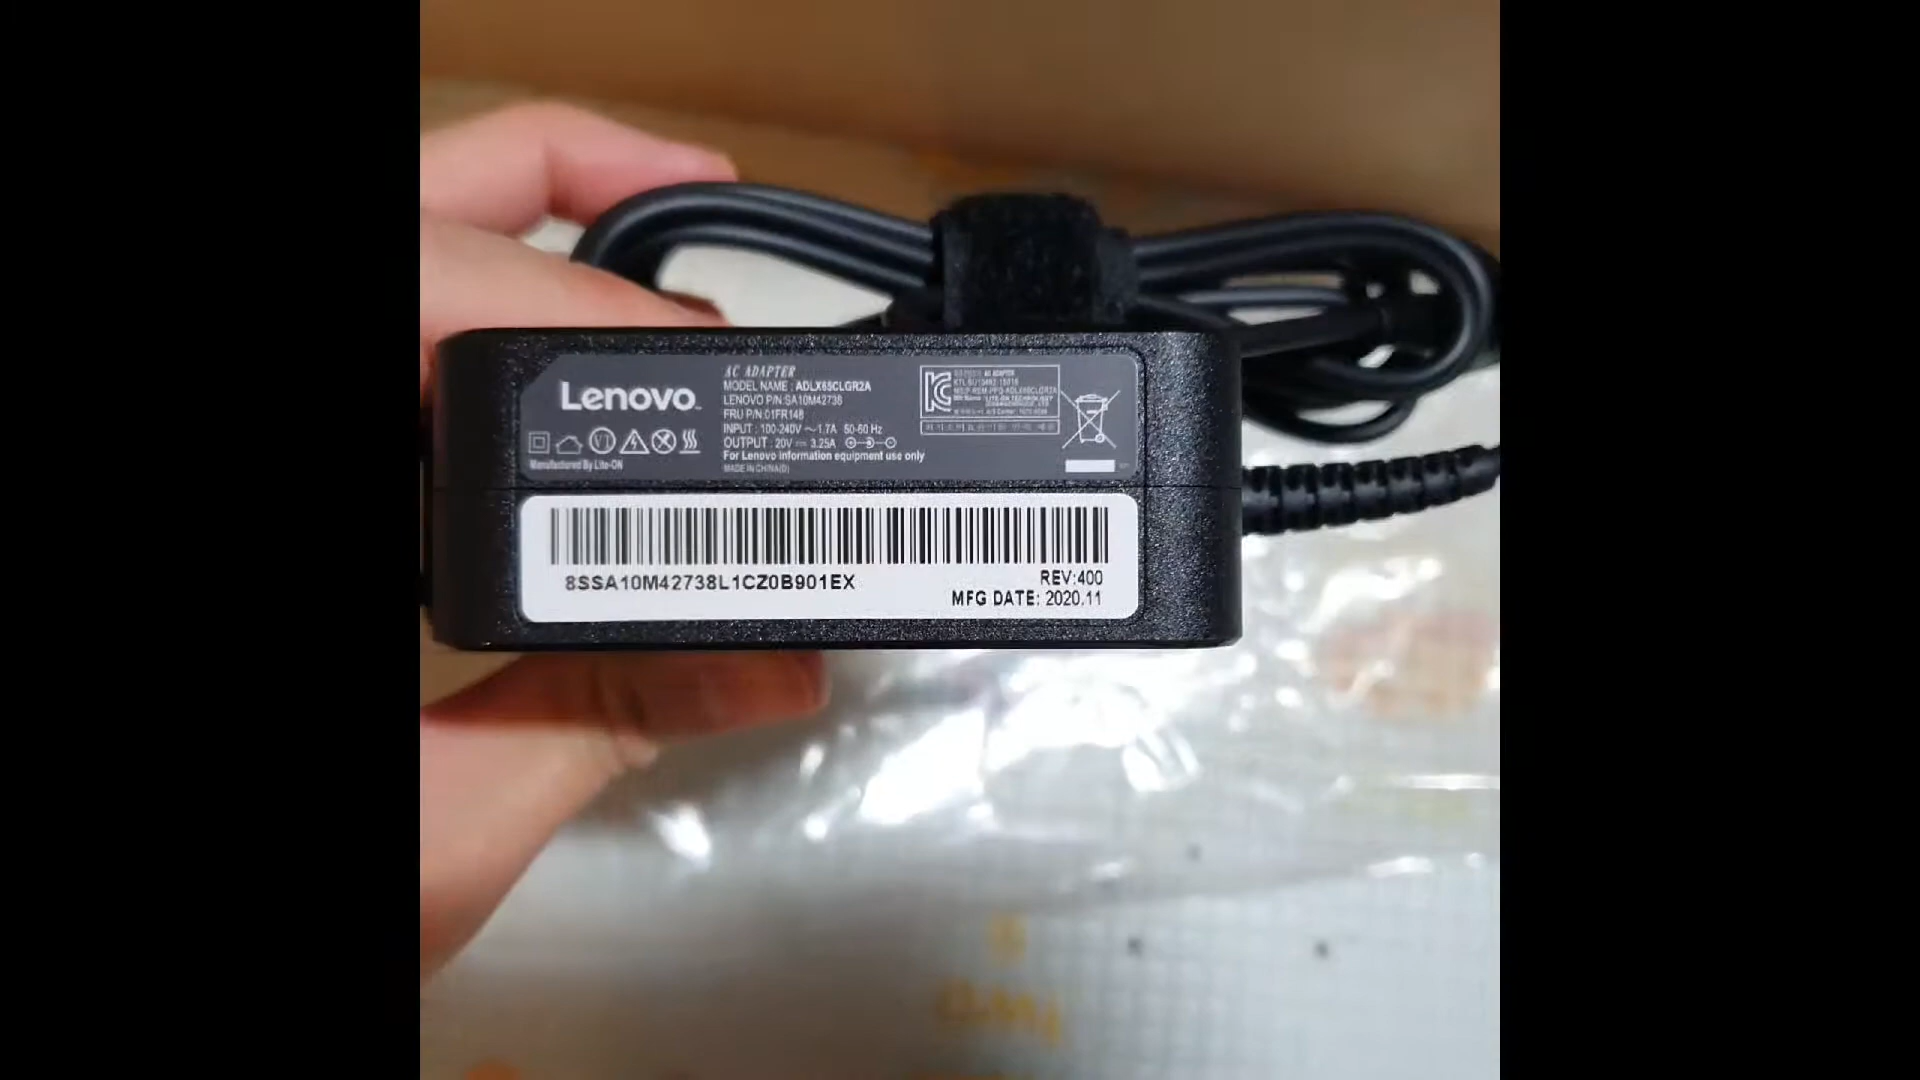 Lenovo
Manufactured By Lite-ON
AC ADAPTER
MODEL NAME : ADLX65CLGR2A
LENOVO P/N:SA10M42738
FRU P/N:01FR148
INPUT : 100-240V ~1.7A 50-60 Hz
OUTPUT : 20V ⎓ 3.25A
For Lenovo information equipment use only
MADE IN CHINA(D)
AC ADAPTER
8SSA10M42738L1CZ0B901EX
REV:400
MFG DATE: 2020.11